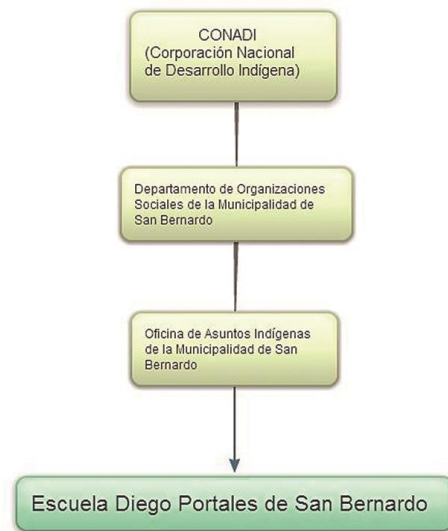 CONADI
(Corporación Nacional
de Desarrollo Indígena)
Departamento de Organizaciones
Sociales de la Municipalidad de
San Bernardo
Oficina de Asuntos Indígenas
de la Municipalidad de San
Bernardo
Escuela Diego Portales de San Bernardo